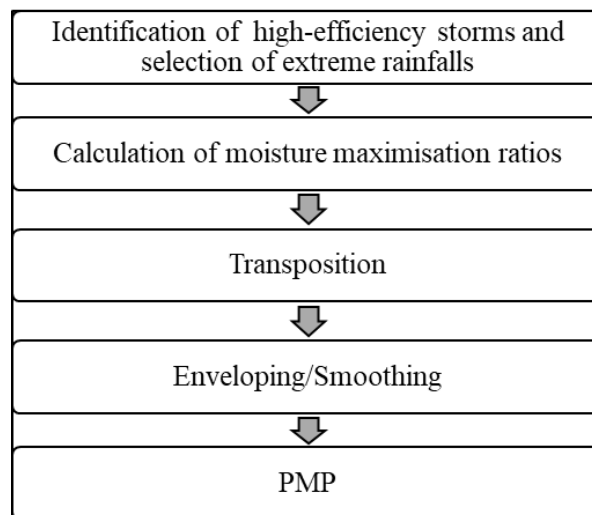 Identification of high-efficiency storms and
selection of extreme rainfalls
Calculation of moisture maximisation ratios
Transposition
Enveloping/Smoothing
PMP